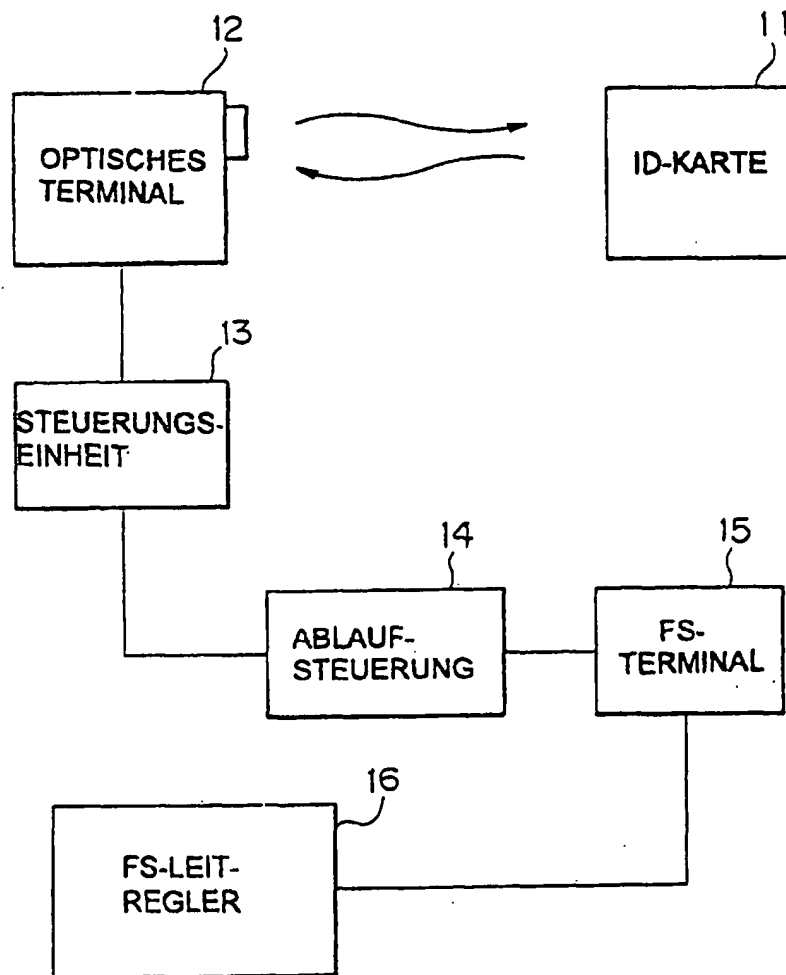 12
11
OPTISCHES
TERMINAL
ID-KARTE
13
STEUERUNGS-
EINHEIT
14
15
ABLAUF-
STEUERUNG
FS-
TERMINAL
16
FS-LEIT-
REGLER